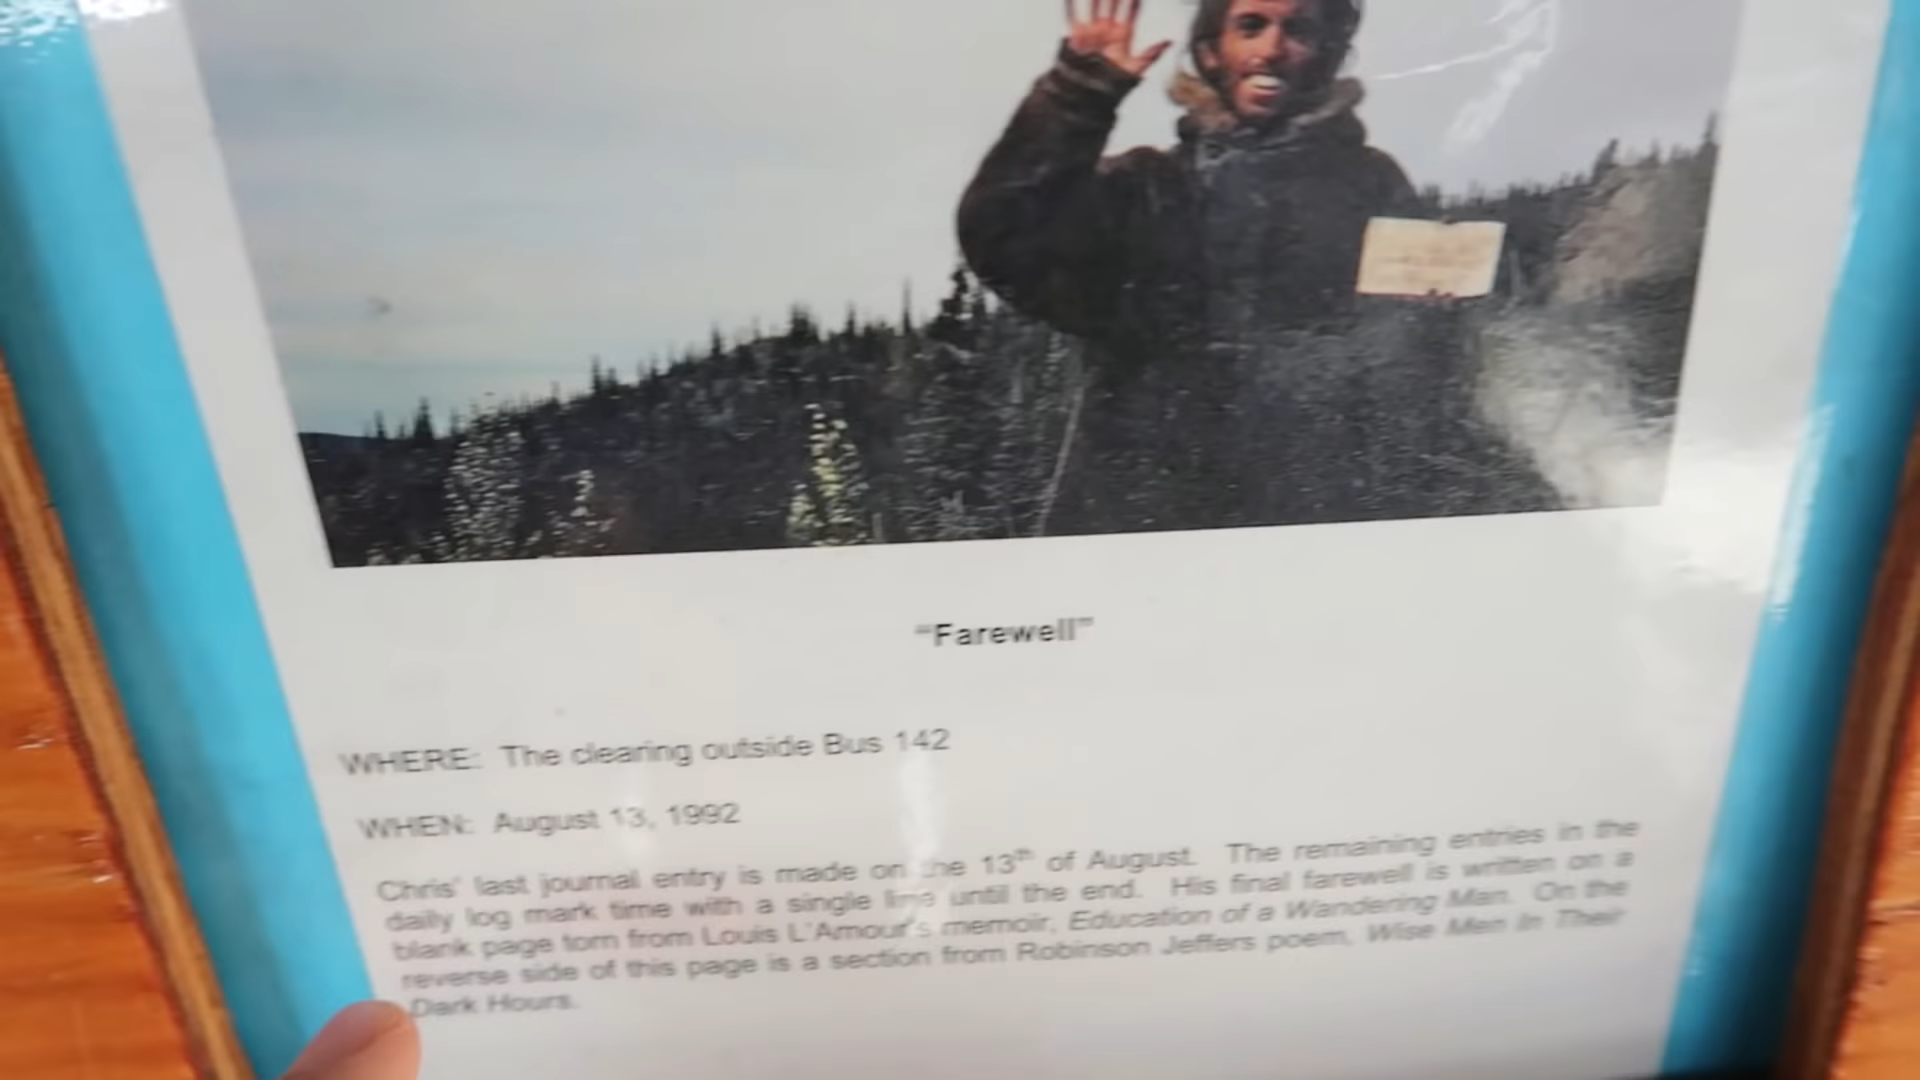 "Farewell"
WHERE: The clearing outside Bus 142
WHEN: August 13, 1992
Chris' last journal entry is made on he 13th of August. The remaining entries in the
daily log mark time with a single line until the end. His final farewell is written on a
blank page torn from Louis L'Amour's memoir, Education of a Wandering Man. On the
reverse side of this page is a section from Robinson Jeffers poem, Wise Men In Their
Dark Hours.